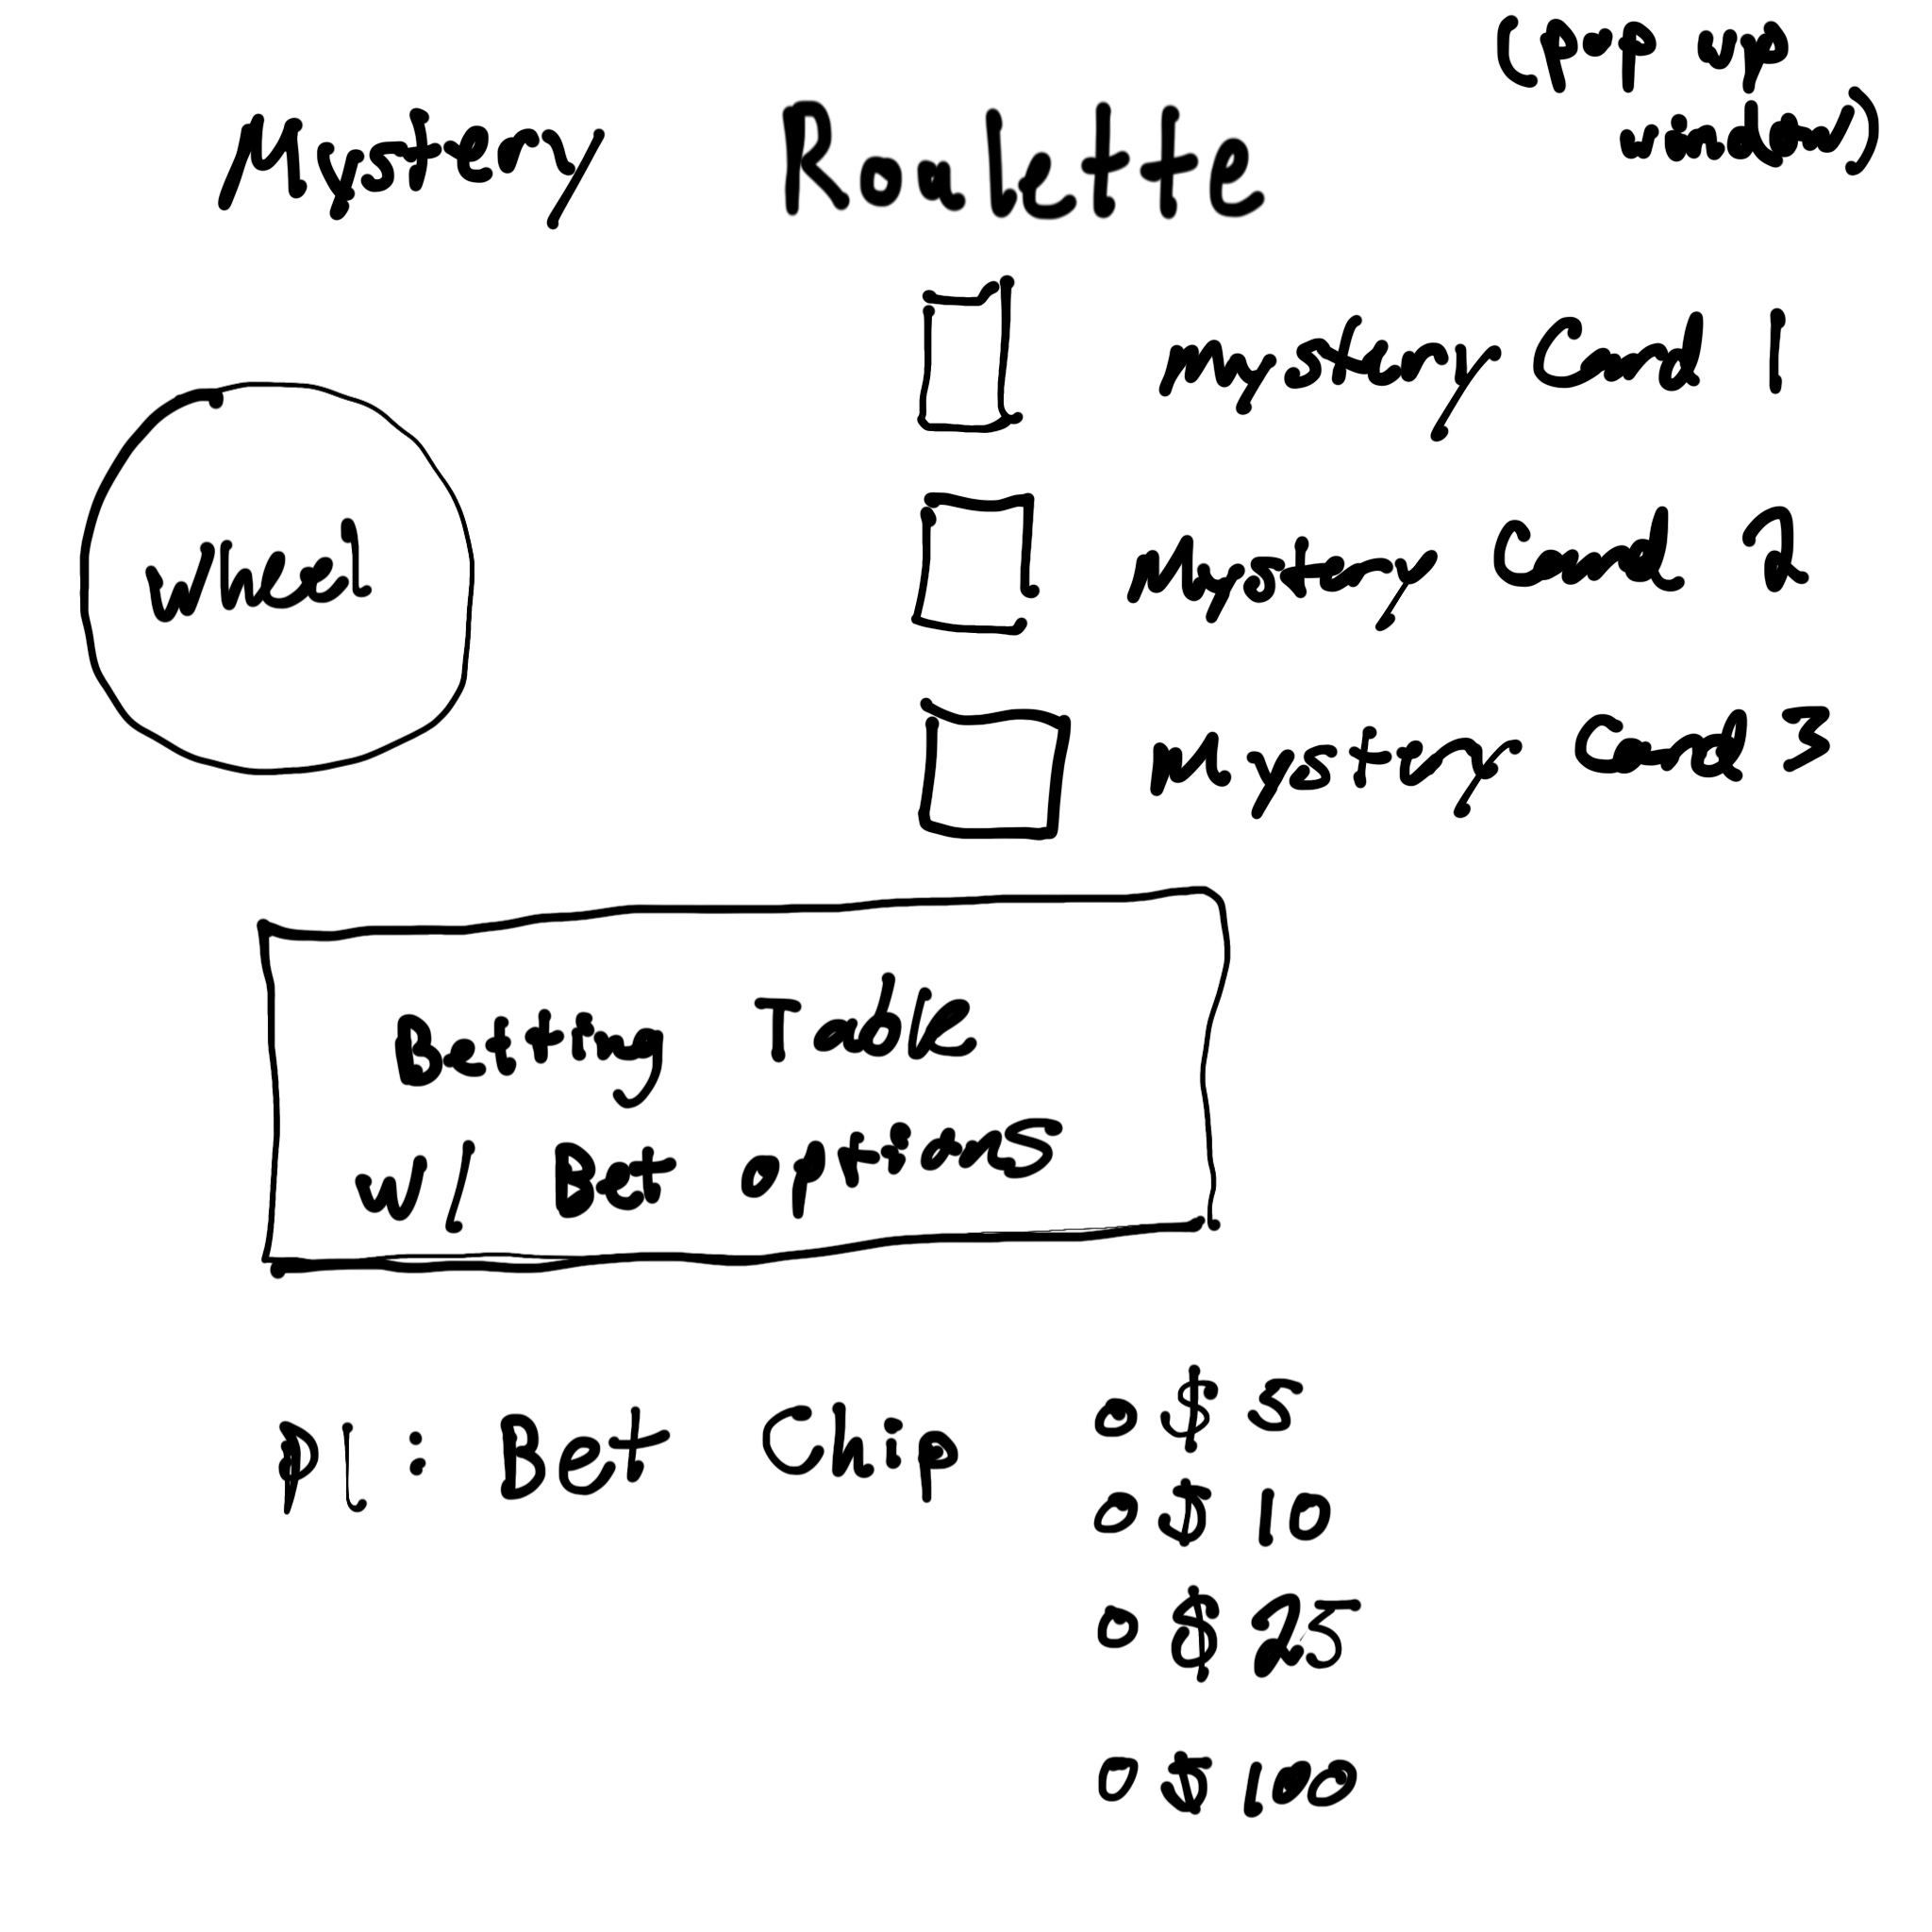 (pop up
window)
Mystery Roalette
mystery Card 1
Wheel
Mystery Card 2
Mystery Card 3
Betting Table
w/ Bet options
P1: Bet Chip
$5
$10
$25
$100